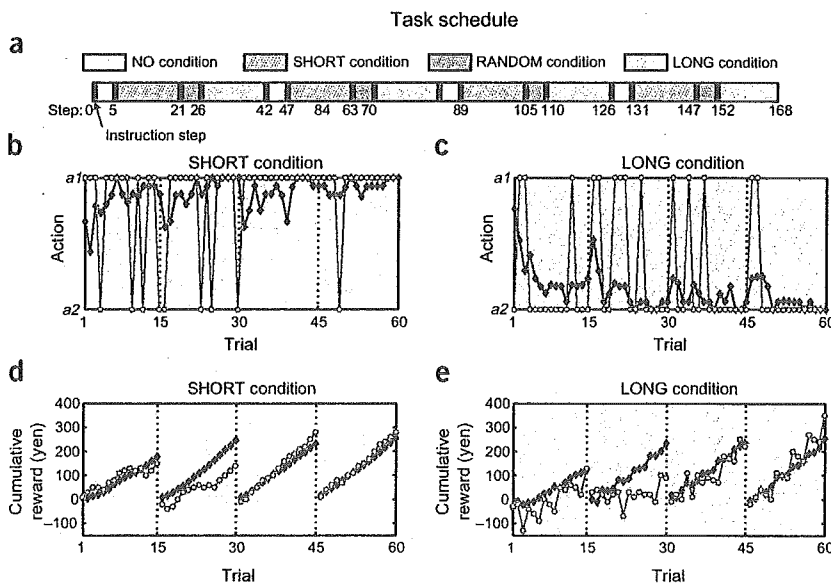 Task schedule
a
NO condition SHORT condition RANDOM condition LONG condition
Step: 0 5 21 26 42 47 84 63 70 89 105 110 126 131 147 152 168
Instruction step
b
SHORT condition
a1
Action
a2
1 15 30 45 60
Trial
c
LONG condition
a1
Action
a2
1 15 30 45 60
Trial
d
SHORT condition
Cumulative
reward (yen)
400
300
200
100
0
−100
1 15 30 45 60
Trial
e
LONG condition
Cumulative
reward (yen)
400
300
200
100
0
−100
1 15 30 45 60
Trial